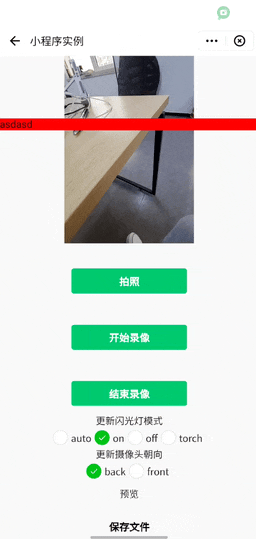 小程序实例
asdasd
拍照
开始录像
结束录像
更新闪光灯模式
auto on off torch
更新摄像头朝向
back front
预览
保存文件